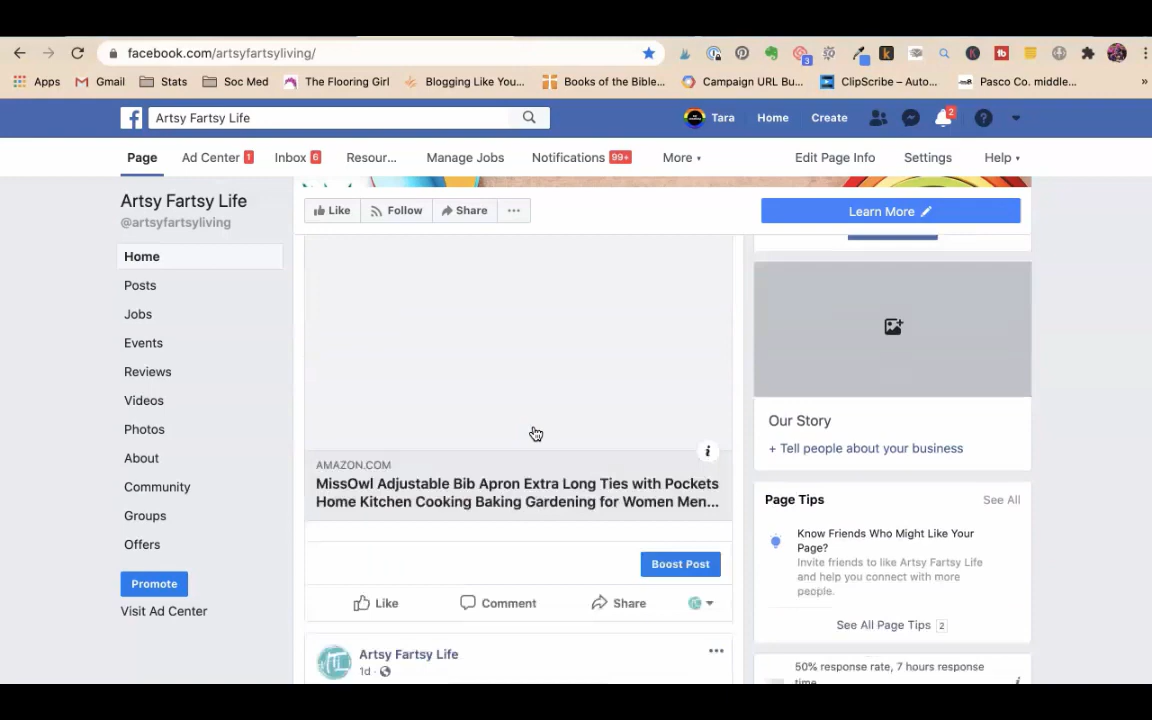 facebook.com/artsyfartsyliving/
3
Apps Gmail Stats Soc Med The Flooring Girl Blogging Like You... Books of the Bible... Campaign URL Bu... ClipScribe – Auto... Pasco Co. middle... »
Artsy Fartsy Life Tara Home Create 2
Page Ad Center 1 Inbox 6 Resour... Manage Jobs Notifications 99+ More Edit Page Info Settings Help
Artsy Fartsy Life
@artsyfartsyliving
Like Follow Share ... Learn More
Home
Posts
Jobs
Events
Reviews
Videos
Photos
About
Community
Groups
Offers
Promote
Visit Ad Center
AMAZON.COM
MissOwl Adjustable Bib Apron Extra Long Ties with Pockets
Home Kitchen Cooking Baking Gardening for Women Men...
Boost Post
Like Comment Share
Artsy Fartsy Life
1d
Our Story
+ Tell people about your business
Page Tips See All
Know Friends Who Might Like Your
Page?
Invite friends to like Artsy Fartsy Life
and help you connect with more
people.
See All Page Tips 2
50% response rate, 7 hours response
time